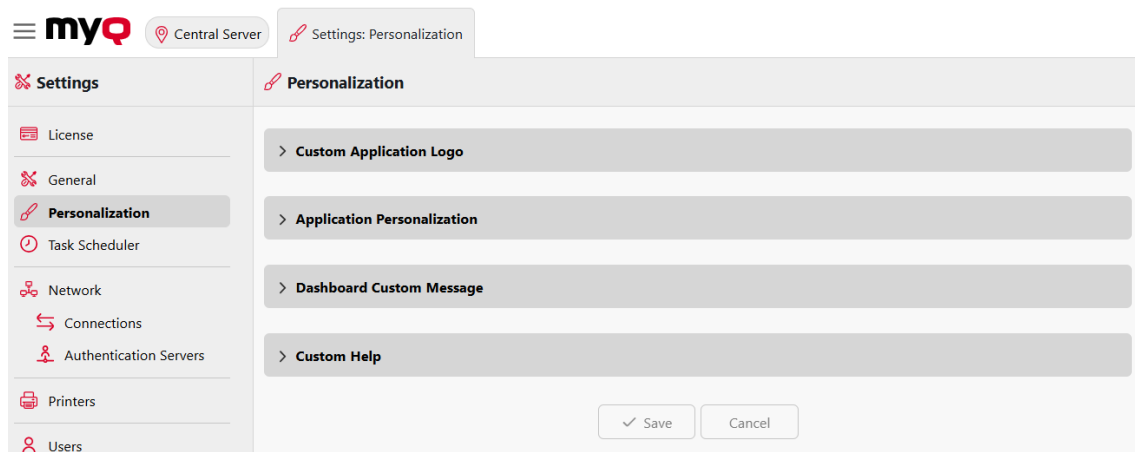 myQ
Central Server
Settings: Personalization
Settings
Personalization
License
General
Personalization
Task Scheduler
Network
Connections
Authentication Servers
Printers
Users
Custom Application Logo
Application Personalization
Dashboard Custom Message
Custom Help
Save
Cancel